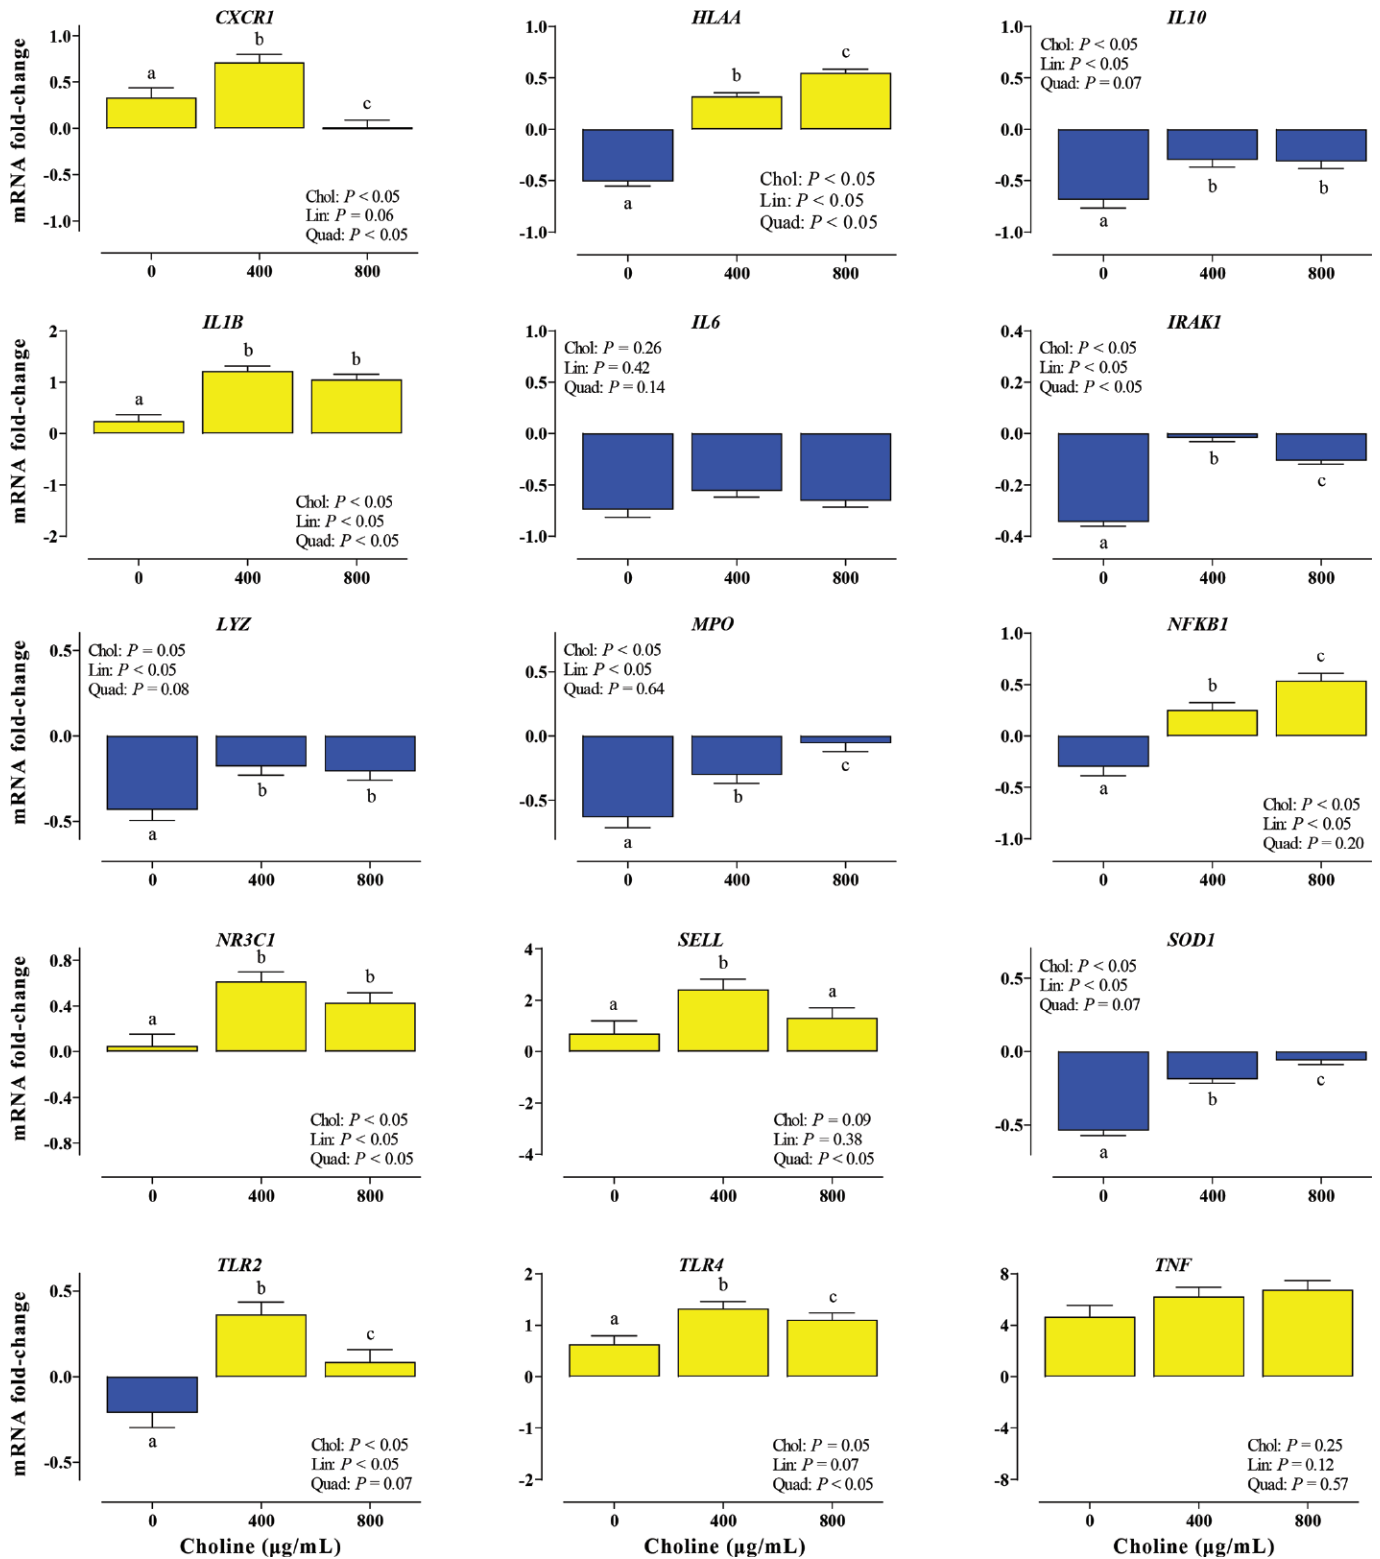 CXCR1
mRNA fold-change
1.0
0.5
0.0
-0.5
-1.0
a
b
c
Chol: P < 0.05
Lin: P = 0.06
Quad: P < 0.05
0
400
800
HLAA
1.0
0.5
0.0
-0.5
-1.0
a
b
c
Chol: P < 0.05
Lin: P < 0.05
Quad: P < 0.05
0
400
800
IL10
1.0
0.5
0.0
-0.5
-1.0
Chol: P < 0.05
Lin: P < 0.05
Quad: P = 0.07
a
b
b
0
400
800
IL1B
mRNA fold-change
2
1
0
-1
-2
a
b
b
Chol: P < 0.05
Lin: P < 0.05
Quad: P < 0.05
0
400
800
IL6
1.0
0.5
0.0
-0.5
-1.0
Chol: P = 0.26
Lin: P = 0.42
Quad: P = 0.14
0
400
800
IRAK1
0.4
0.2
0.0
-0.2
-0.4
Chol: P < 0.05
Lin: P < 0.05
Quad: P < 0.05
a
b
c
0
400
800
LYZ
mRNA fold-change
0.5
0.0
-0.5
Chol: P = 0.05
Lin: P < 0.05
Quad: P = 0.08
a
b
b
0
400
800
MPO
0.5
0.0
-0.5
Chol: P < 0.05
Lin: P < 0.05
Quad: P = 0.64
a
b
c
0
400
800
NFKB1
1.0
0.5
0.0
-0.5
-1.0
a
b
c
Chol: P < 0.05
Lin: P < 0.05
Quad: P = 0.20
0
400
800
NR3C1
mRNA fold-change
0.8
0.4
0.0
-0.4
-0.8
a
b
b
Chol: P < 0.05
Lin: P < 0.05
Quad: P < 0.05
0
400
800
SELL
4
2
0
-2
-4
a
b
a
Chol: P = 0.09
Lin: P = 0.38
Quad: P < 0.05
0
400
800
SOD1
0.5
0.0
-0.5
Chol: P < 0.05
Lin: P < 0.05
Quad: P = 0.07
a
b
c
0
400
800
TLR2
mRNA fold-change
0.5
0.0
-0.5
a
b
c
Chol: P < 0.05
Lin: P < 0.05
Quad: P = 0.07
0
400
800
Choline (µg/mL)
TLR4
2
1
0
-1
-2
a
b
c
Chol: P = 0.05
Lin: P = 0.07
Quad: P < 0.05
0
400
800
Choline (µg/mL)
TNF
8
4
0
-4
-8
Chol: P = 0.25
Lin: P = 0.12
Quad: P = 0.57
0
400
800
Choline (µg/mL)